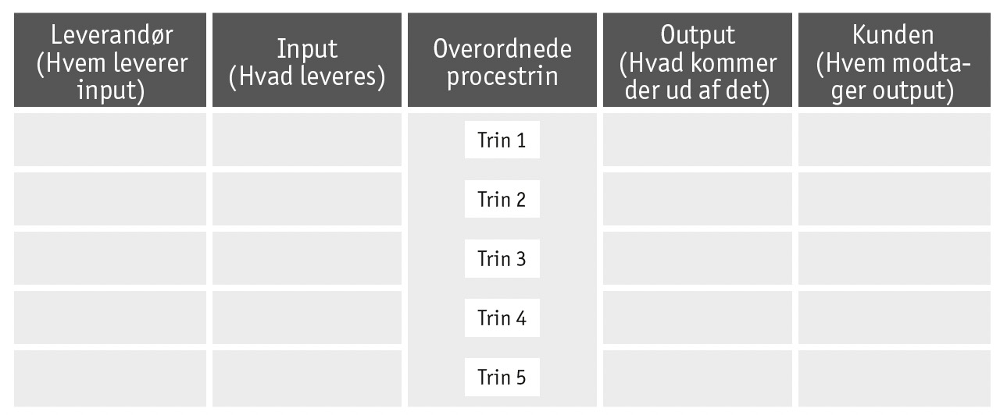 Leverandør
(Hvem leverer
input)
Input
(Hvad leveres)
Overordnede
procestrin
Output
(Hvad kommer
der ud af det)
Kunden
(Hvem modta-
ger output)
Trin 1
Trin 2
Trin 3
Trin 4
Trin 5